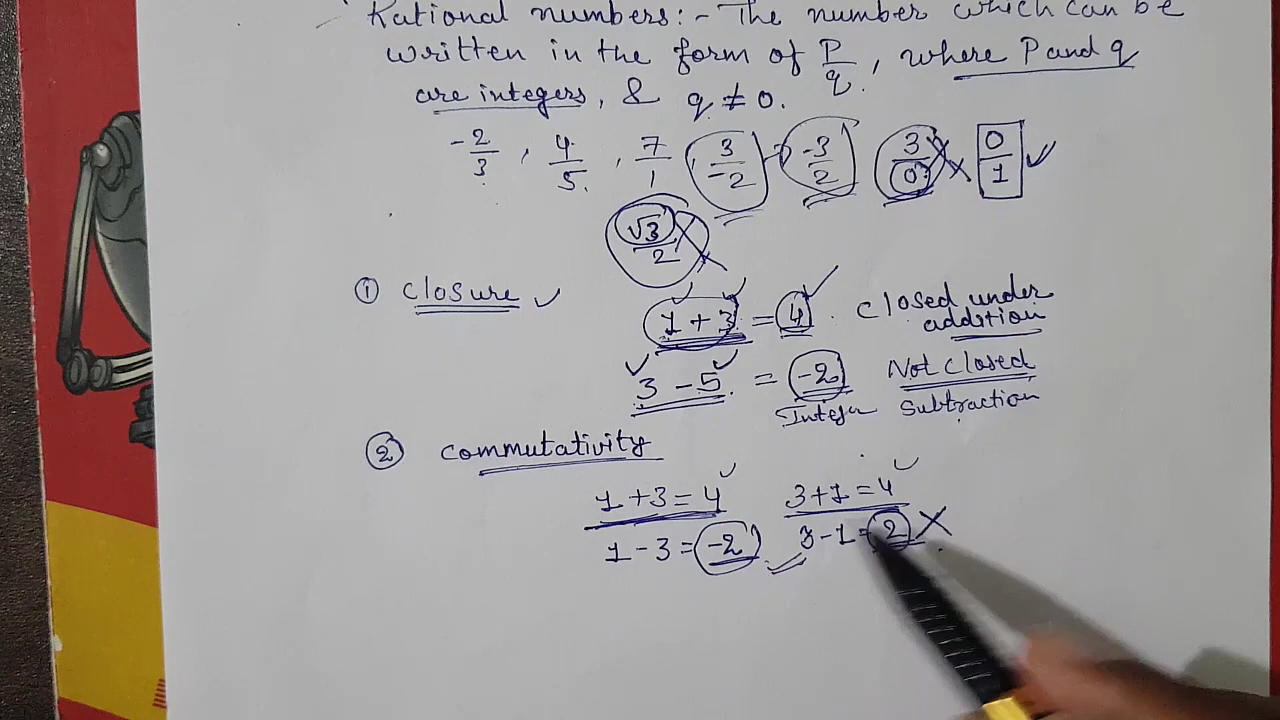 Rational numbers:- The number which can be
written in the form of P/q, where P and q
are integers, & q ≠ 0.
-2/3, 4/5, 7/1, 3/-2 → -3/2 3/0 × 0/1 ✓
√3/2 ×
① closure ✓
1 + 3 = 4. closed under
addition
3 - 5 = -2 Not closed
Integer subtraction
② commutativity
1 + 3 = 4 3 + 1 = 4
1 - 3 = -2 3 - 1 = 2 ×